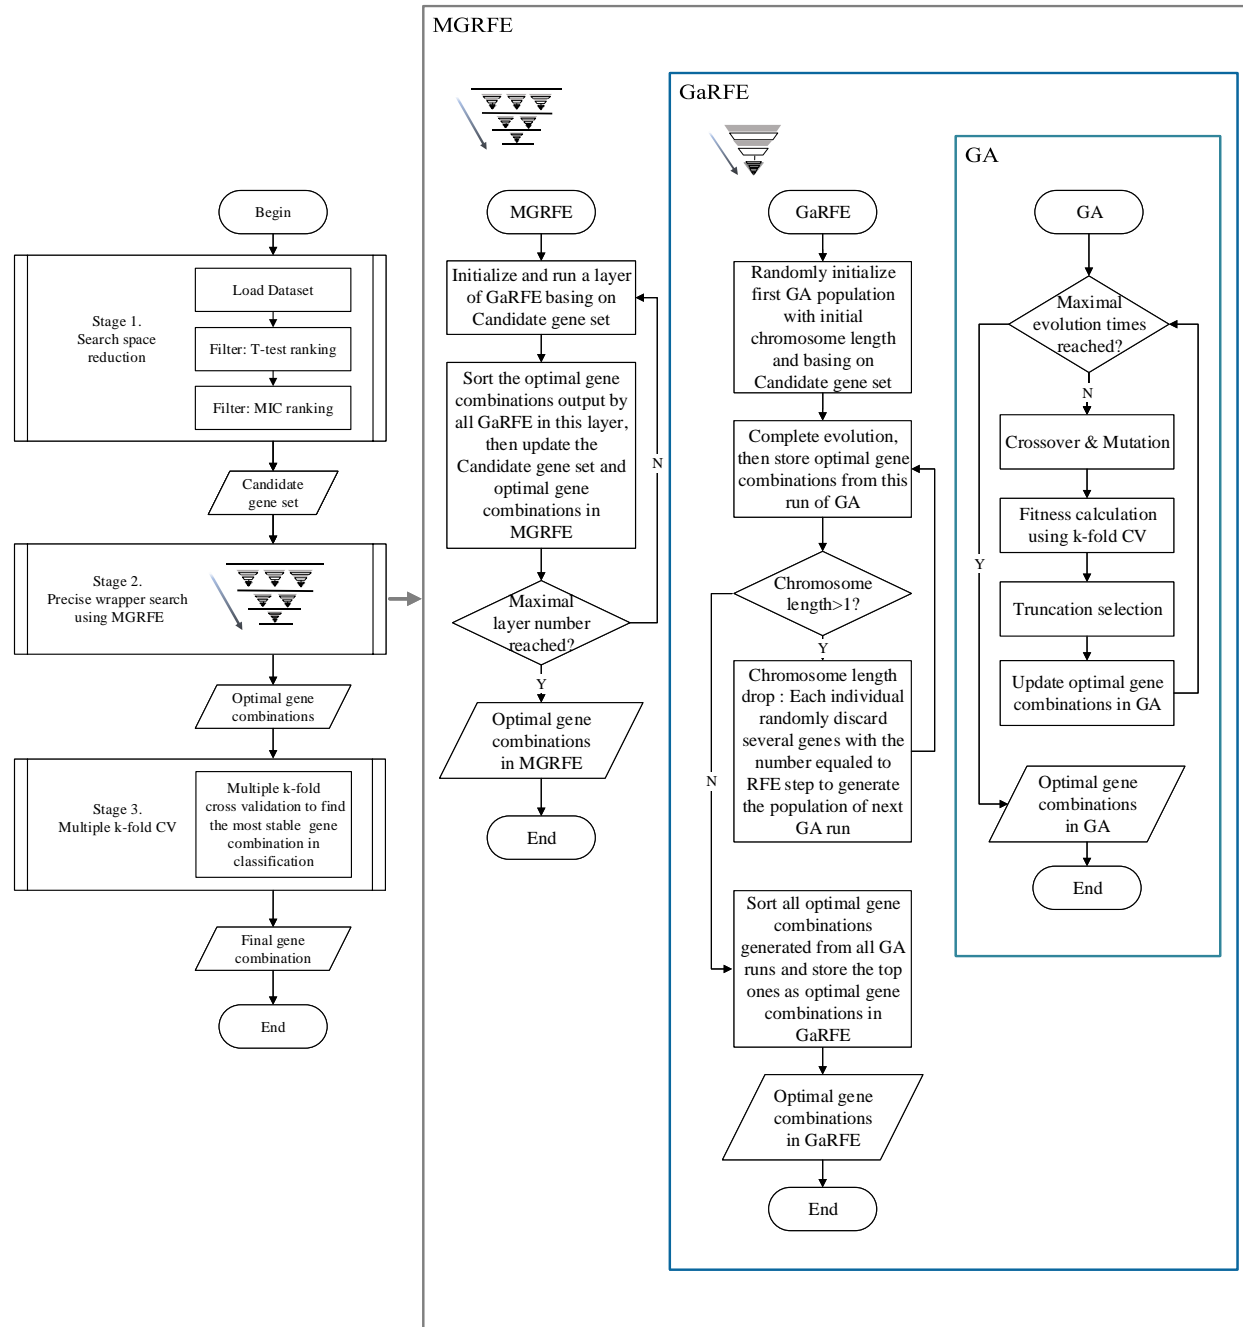 MGRFE
GaRFE
GA
Begin
Stage 1.
Search space
reduction
Load Dataset
Filter: T-test ranking
Filter: MIC ranking
Candidate
gene set
Stage 2.
Precise wrapper search
using MGRFE
Optimal gene
combinations
Stage 3.
Multiple k-fold CV
Multiple k-fold
cross validation to find
the most stable gene
combination in
classification
Final gene
combination
End
MGRFE
Initialize and run a layer
of GaRFE basing on
Candidate gene set
Sort the optimal gene
combinations output by
all GaRFE in this layer,
then update the
Candidate gene set and
optimal gene
combinations in
MGRFE
N
Maximal
layer number
reached?
Y
Optimal gene
combinations
in MGRFE
End
GaRFE
Randomly initialize
first GA population
with initial
chromosome length
and basing on
Candidate gene set
Complete evolution,
then store optimal gene
combinations from this
run of GA
Chromosome
length>1?
Y
Chromosome length
drop : Each individual
randomly discard
several genes with the
number equaled to
RFE step to generate
the population of next
GA run
N
Sort all optimal gene
combinations
generated from all GA
runs and store the top
ones as optimal gene
combinations in
GaRFE
Optimal gene
combinations
in GaRFE
End
GA
Maximal
evolution times
reached?
N
Crossover & Mutation
Fitness calculation
using k-fold CV
Y
Truncation selection
Update optimal gene
combinations in GA
Optimal gene
combinations
in GA
End